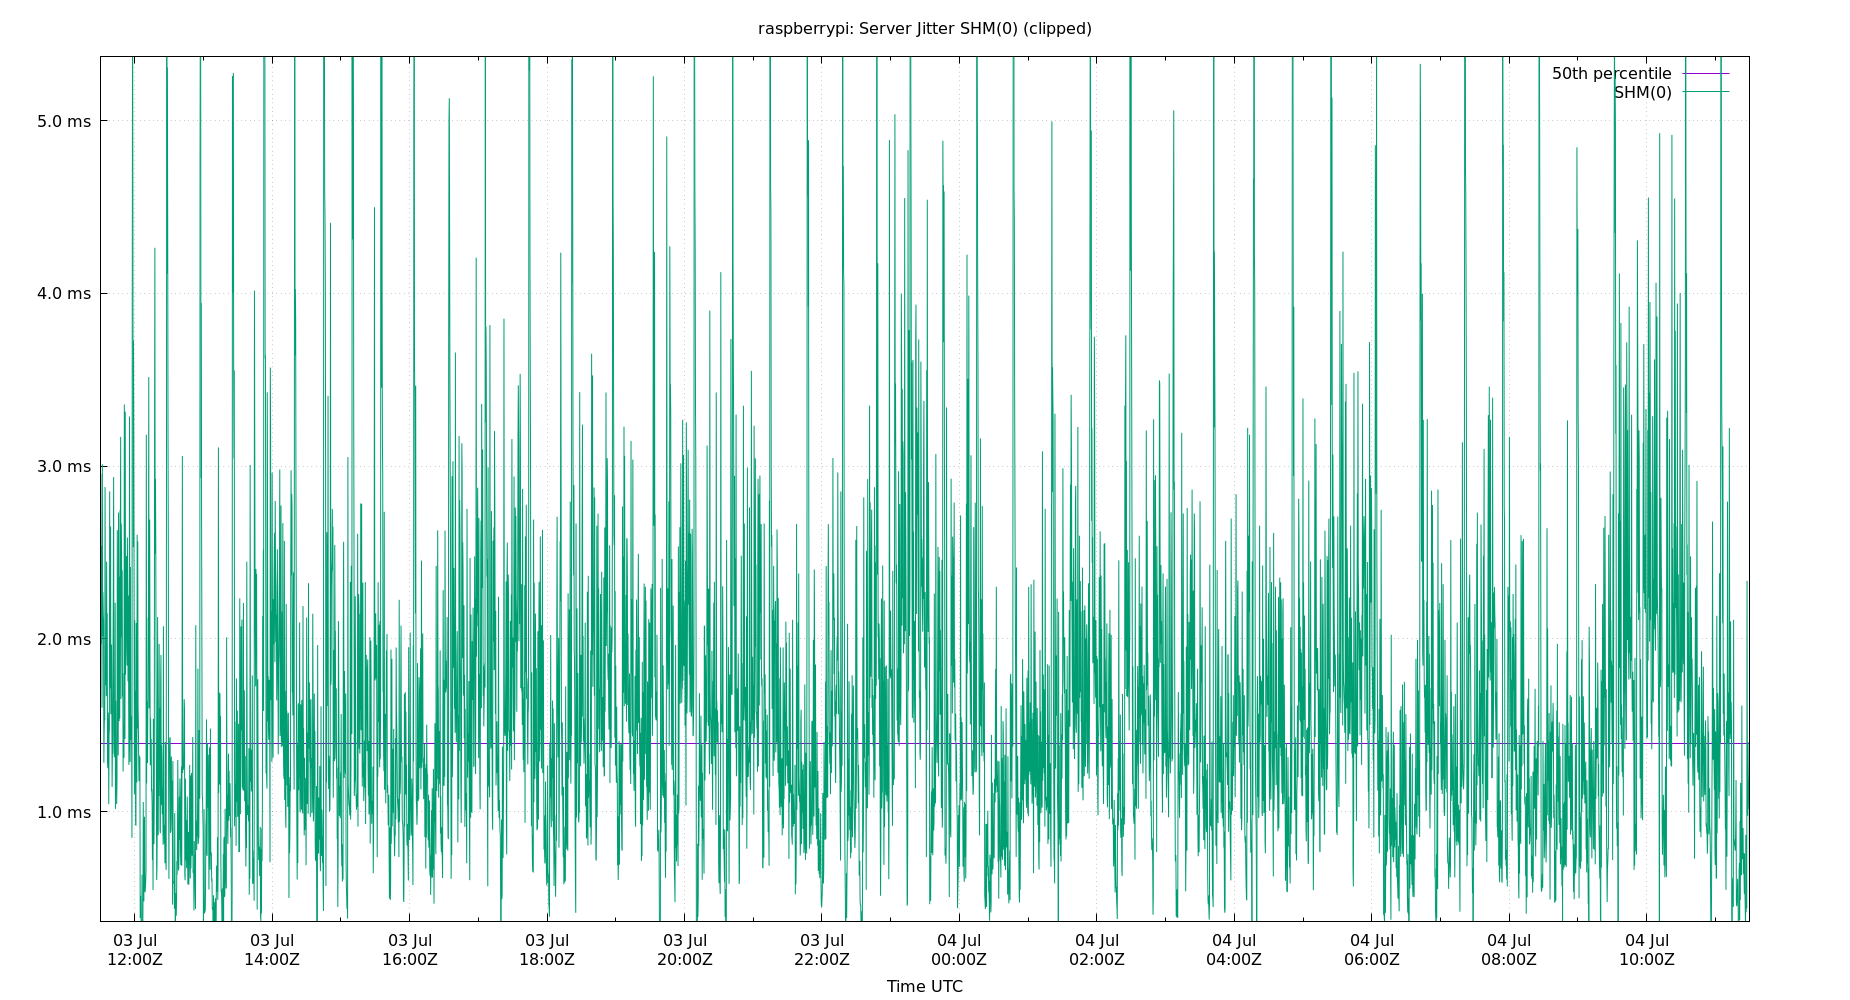 raspberrypi: Server Jitter SHM(0) (clipped)
50th percentile
SHM(0)
5.0 ms
4.0 ms
3.0 ms
2.0 ms
1.0 ms
03 Jul 03 Jul 03 Jul 03 Jul 03 Jul 03 Jul 04 Jul 04 Jul 04 Jul 04 Jul 04 Jul 04 Jul
12:00Z 14:00Z 16:00Z 18:00Z 20:00Z 22:00Z 00:00Z 02:00Z 04:00Z 06:00Z 08:00Z 10:00Z
Time UTC